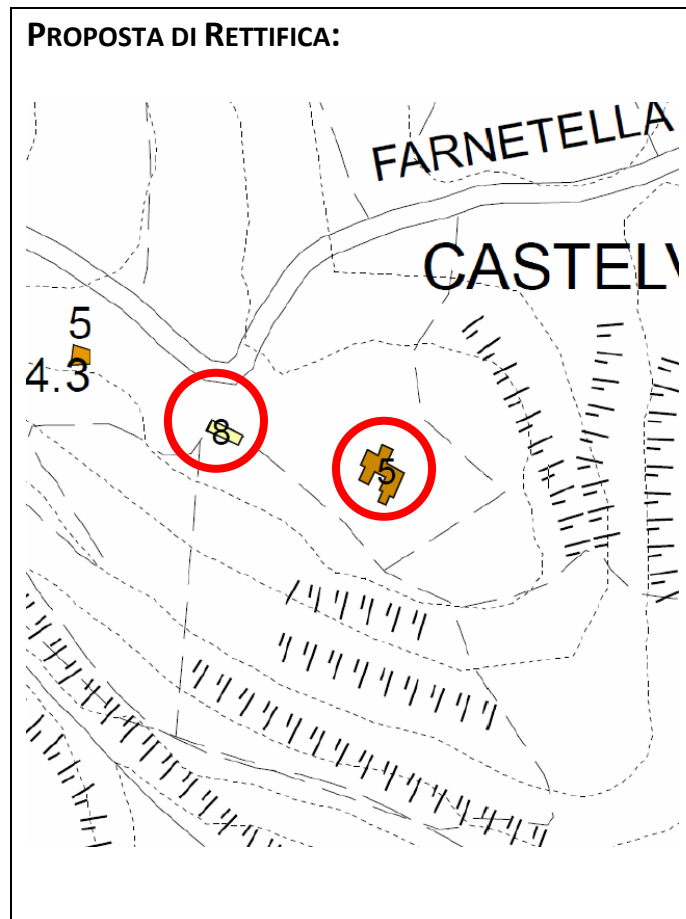 PROPOSTA DI RETTIFICA:
FARNETELLA
CASTELV
5
4.3
8
5